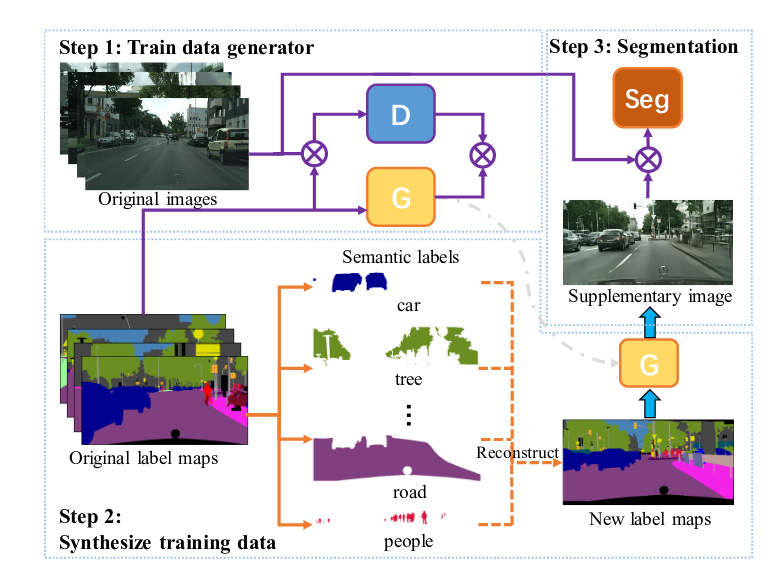 Step 1: Train data generator
Step 3: Segmentation
D
Seg
G
Original images
Semantic labels
car
Supplementary image
tree
G
Original label maps
Reconstruct
road
New label maps
Step 2:
Synthesize training data
people